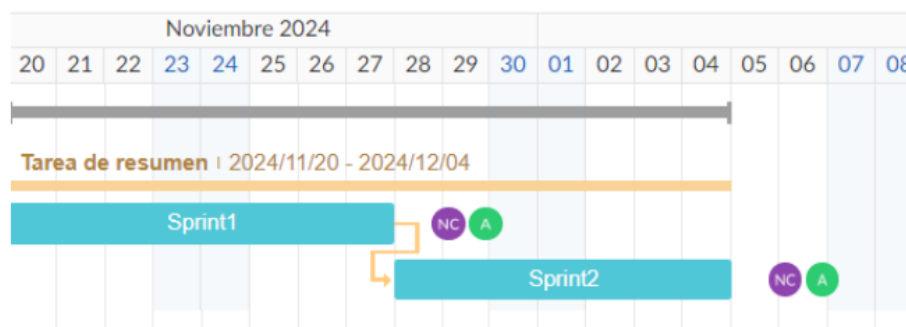 Noviembre 2024
20 21 22 23 24 25 26 27 28 29 30 01 02 03 04 05 06 07 08
Tarea de resumen | 2024/11/20 - 2024/12/04
Sprint1 NC A
Sprint2 NC A